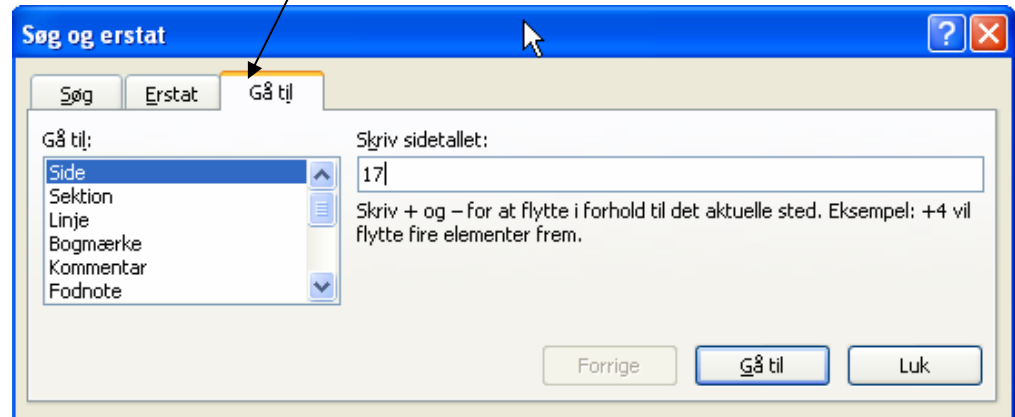 Søg og erstat
Søg Erstat Gå til
Gå til:
Side
Sektion
Linje
Bogmærke
Kommentar
Fodnote
Skriv sidetallet:
17
Skriv + og – for at flytte i forhold til det aktuelle sted. Eksempel: +4 vil
flytte fire elementer frem.
Forrige Gå til Luk